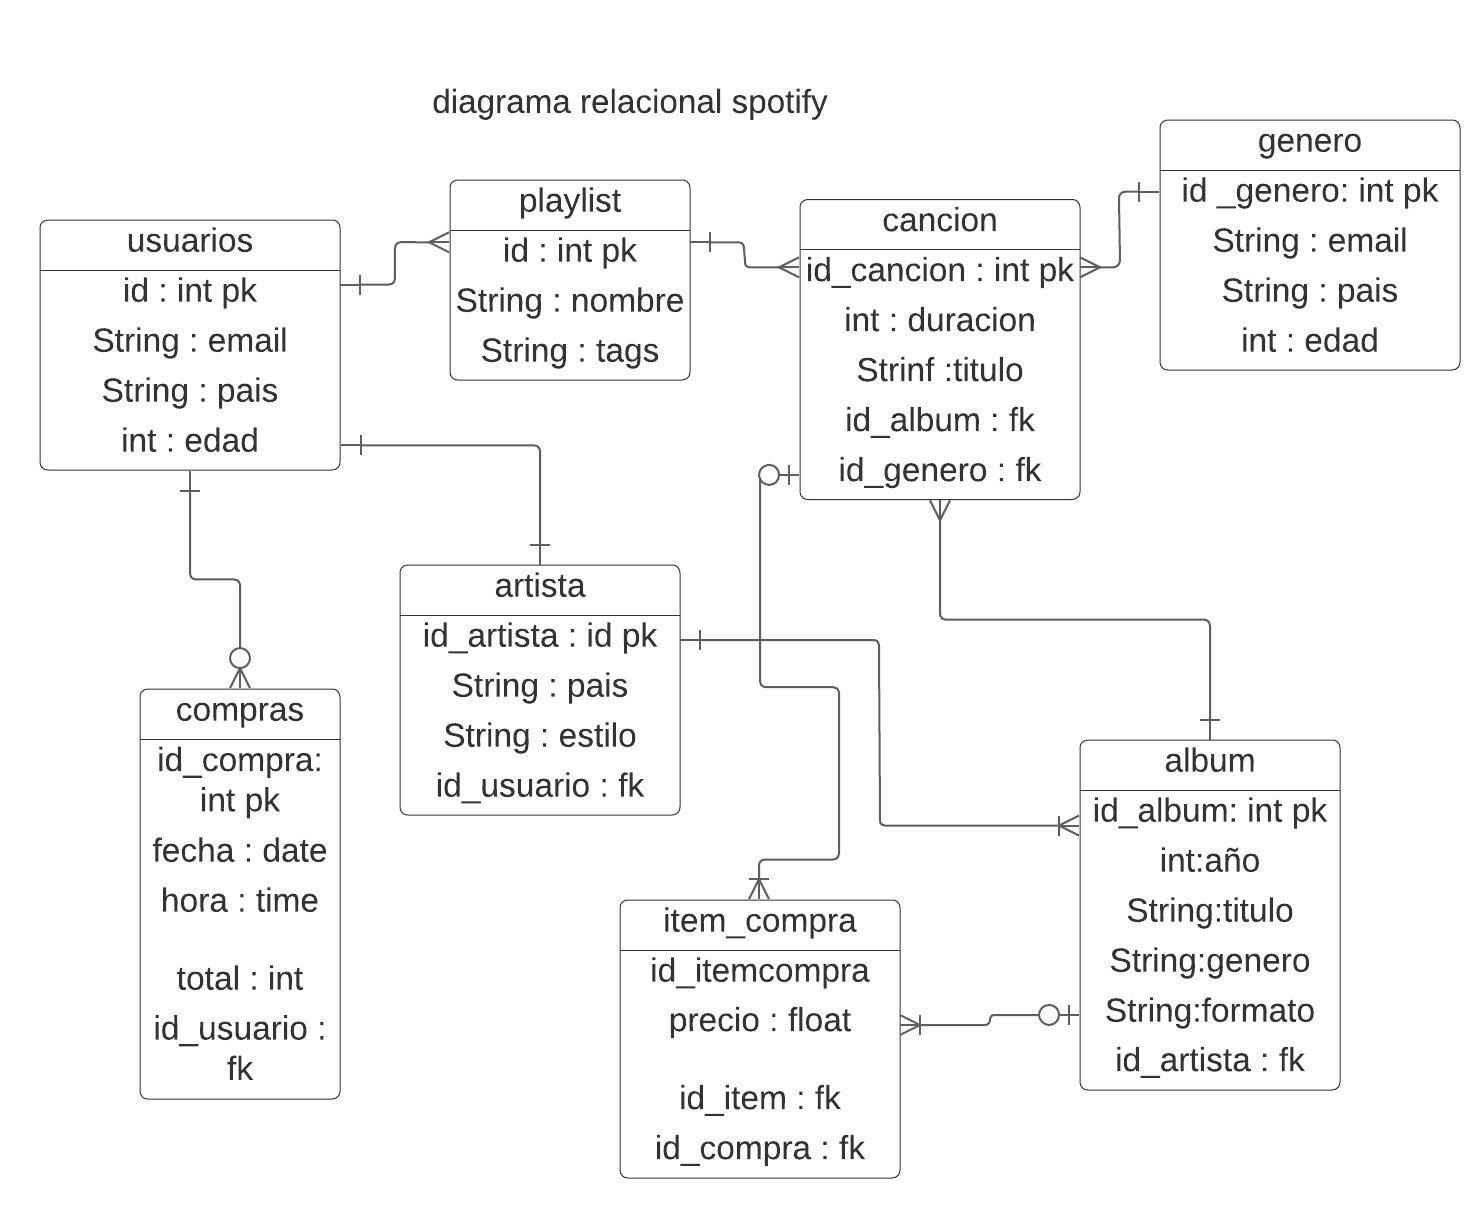 diagrama relacional spotify
usuarios
id : int pk
String : email
String : pais
int : edad
playlist
id : int pk
String : nombre
String : tags
cancion
id_cancion : int pk
int : duracion
Strinf :titulo
id_album : fk
id_genero : fk
genero
id _genero: int pk
String : email
String : pais
int : edad
artista
id_artista : id pk
String : pais
String : estilo
id_usuario : fk
compras
id_compra:
int pk
fecha : date
hora : time
total : int
id_usuario :
fk
item_compra
id_itemcompra
precio : float
id_item : fk
id_compra : fk
album
id_album: int pk
int:año
String:titulo
String:genero
String:formato
id_artista : fk